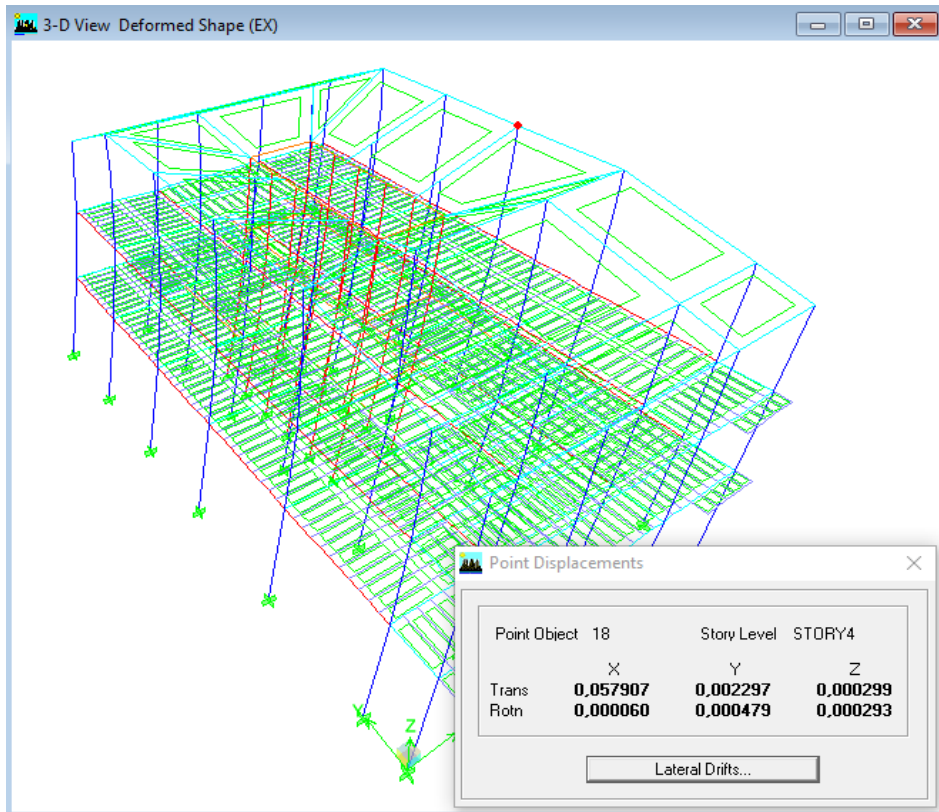 3-D View  Deformed Shape (EX)
Z
Y
Point Displacements
Point Object  18  Story Level  STORY4
X  Y  Z
Trans  0,057907  0,002297  0,000299
Rotn  0,000060  0,000479  0,000293
Lateral Drifts...